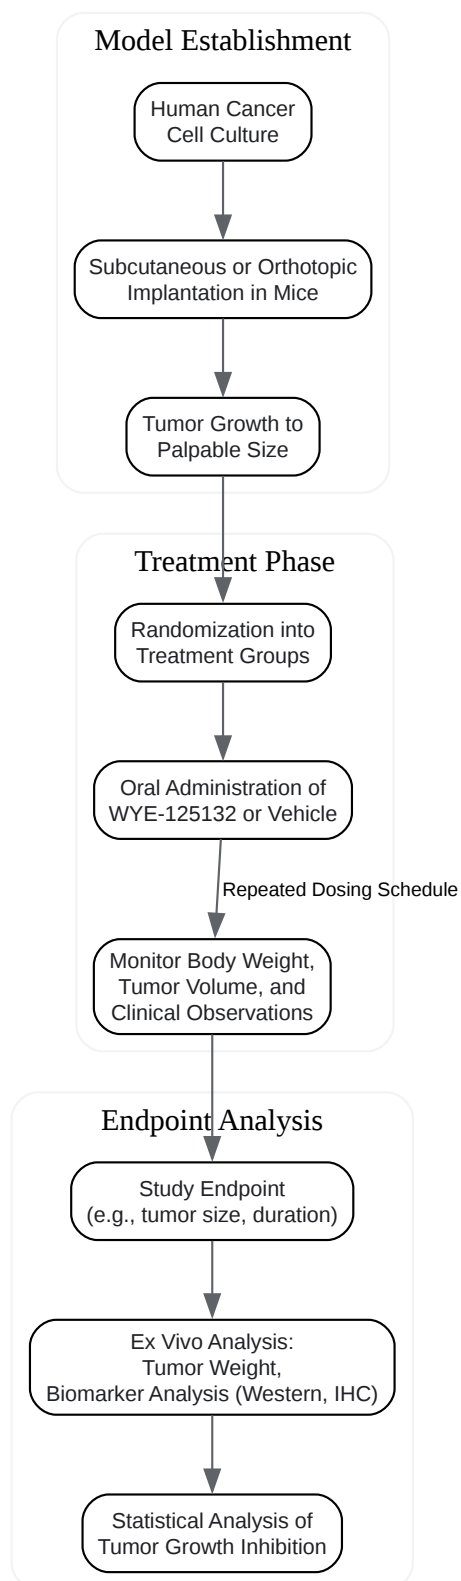 Model Establishment
Human Cancer
Cell Culture
Subcutaneous or Orthotopic
Implantation in Mice
Tumor Growth to
Palpable Size
Treatment Phase
Randomization into
Treatment Groups
Oral Administration of
WYE-125132 or Vehicle
Repeated Dosing Schedule
Monitor Body Weight,
Tumor Volume, and
Clinical Observations
Endpoint Analysis
Study Endpoint
(e.g., tumor size, duration)
Ex Vivo Analysis:
Tumor Weight,
Biomarker Analysis (Western, IHC)
Statistical Analysis of
Tumor Growth Inhibition